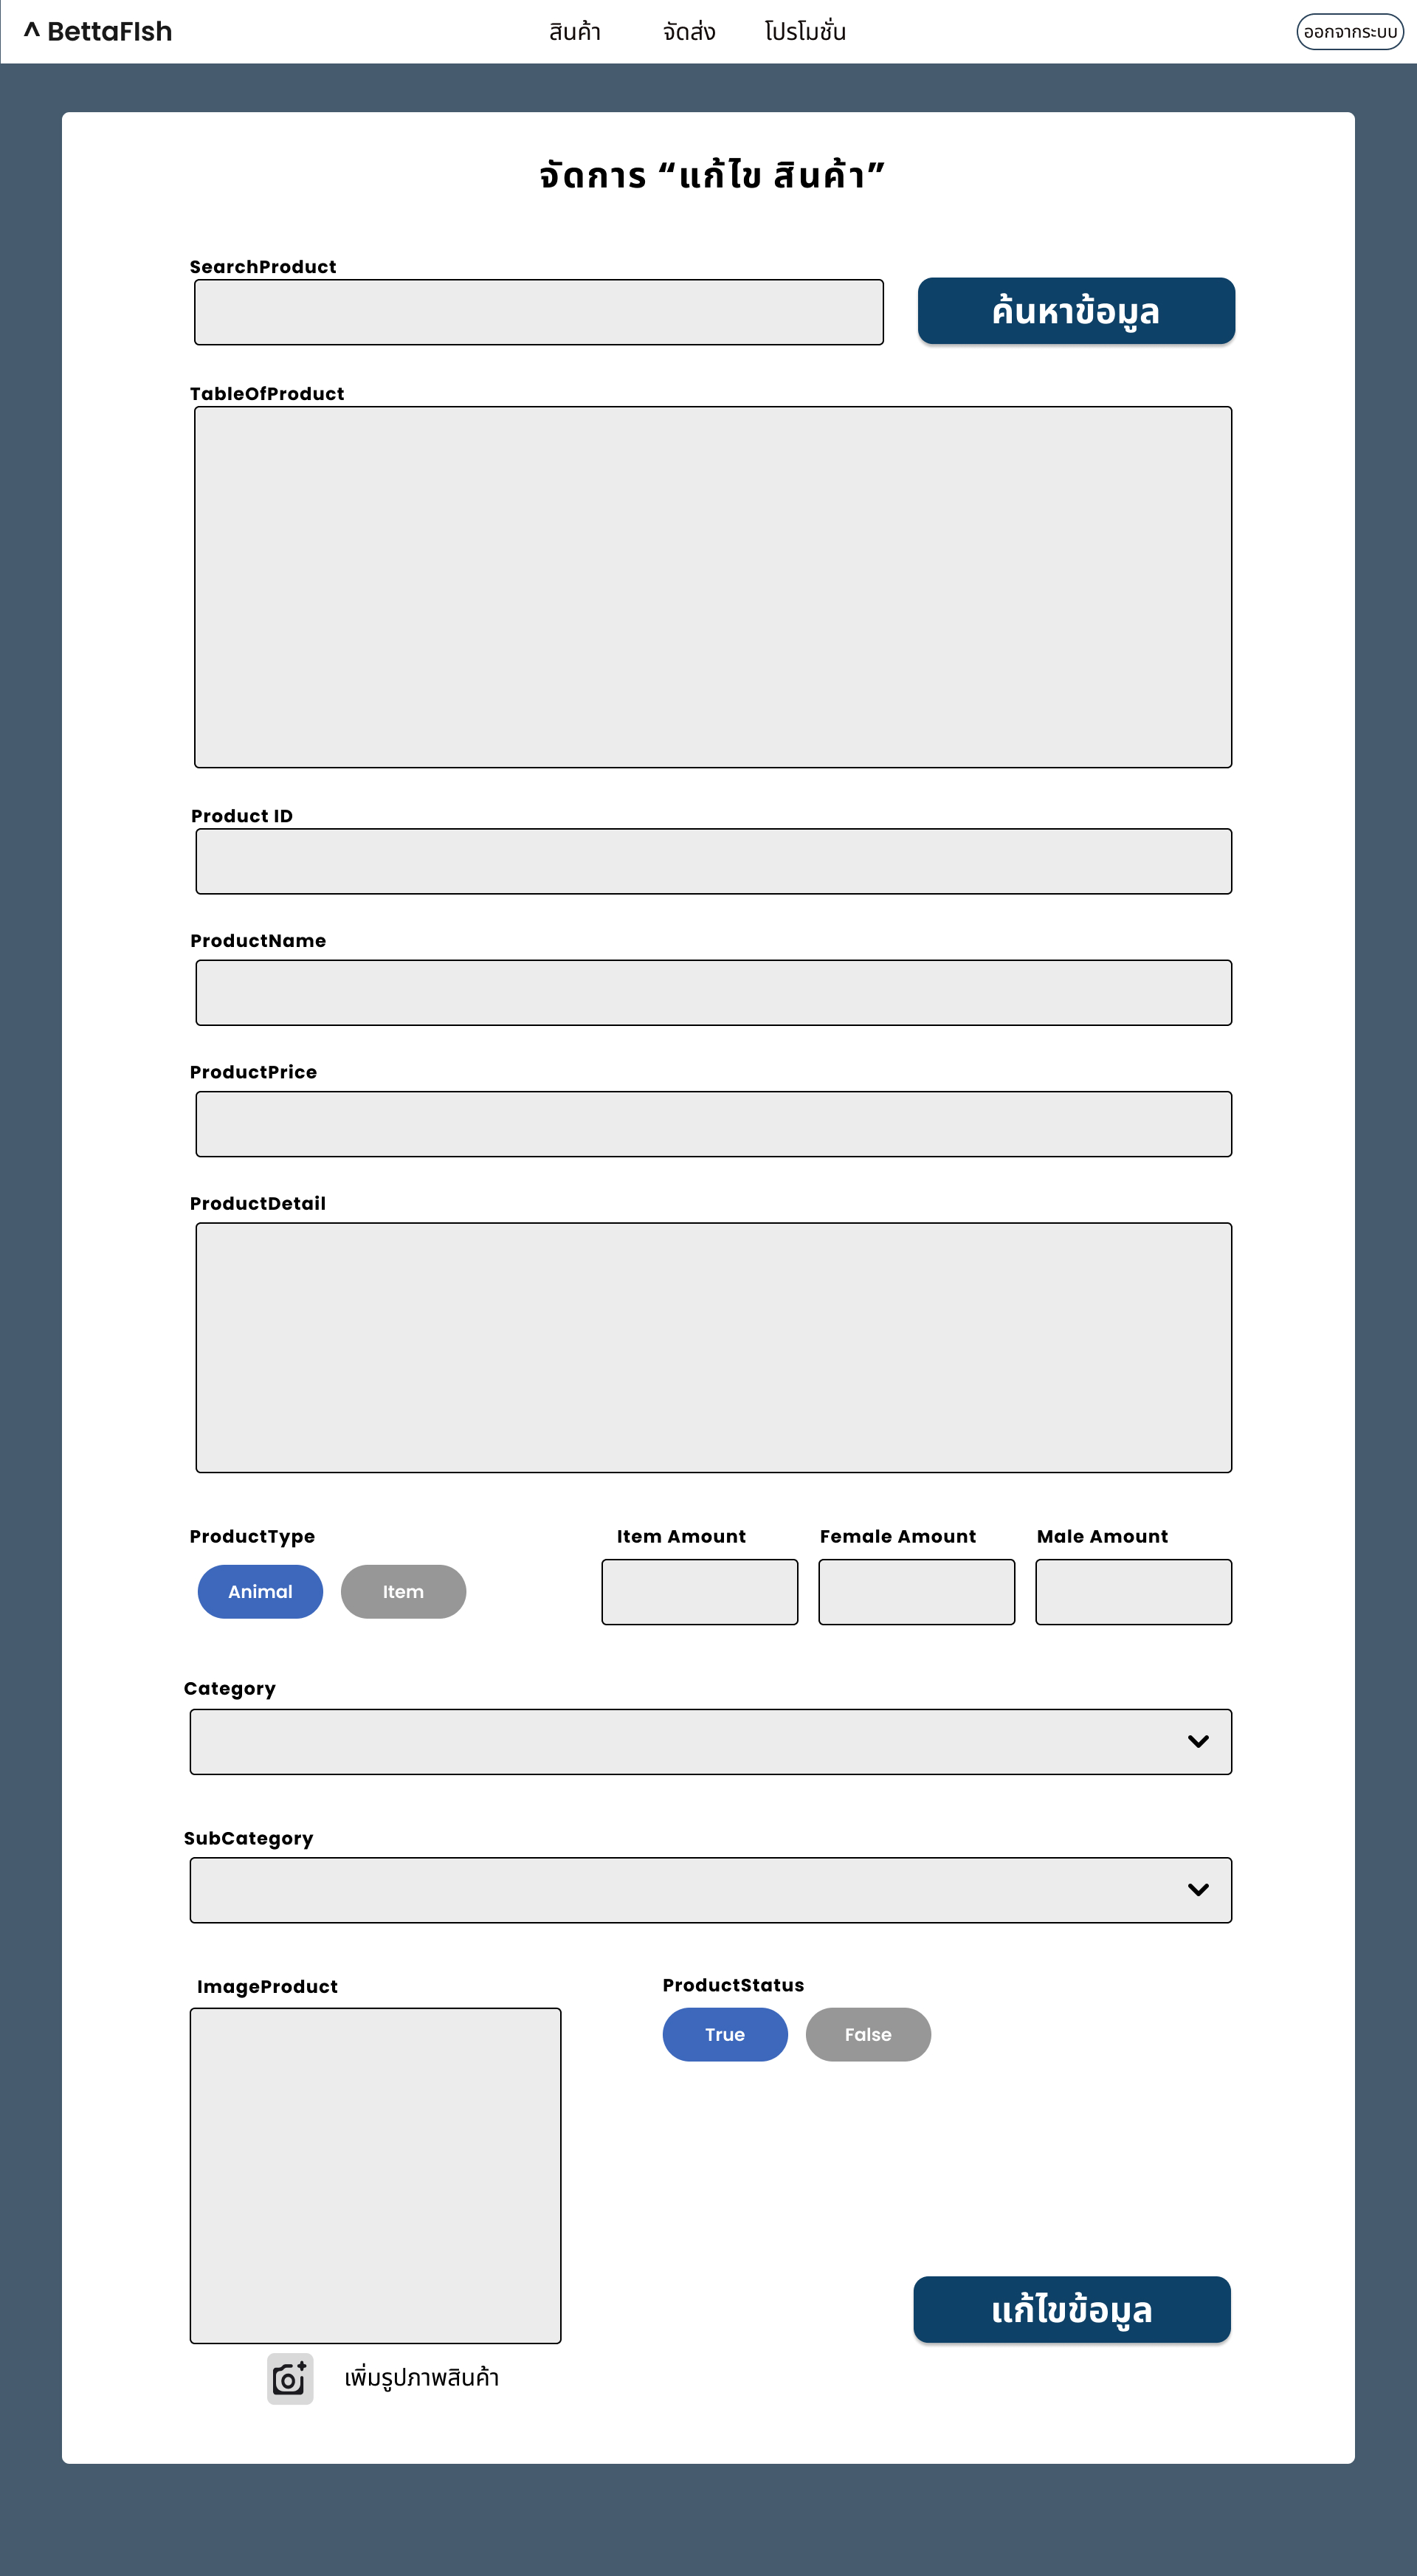 ^ BettaFIsh
สินค้า จัดส่ง โปรโมชั่น
ออกจากระบบ
จัดการ “แก้ไข สินค้า”
SearchProduct
ค้นหาข้อมูล
TableOfProduct
Product ID
ProductName
ProductPrice
ProductDetail
ProductType
Animal Item
Item Amount Female Amount Male Amount
Category
SubCategory
ImageProduct
ProductStatus
True False
แก้ไขข้อมูล
เพิ่มรูปภาพสินค้า